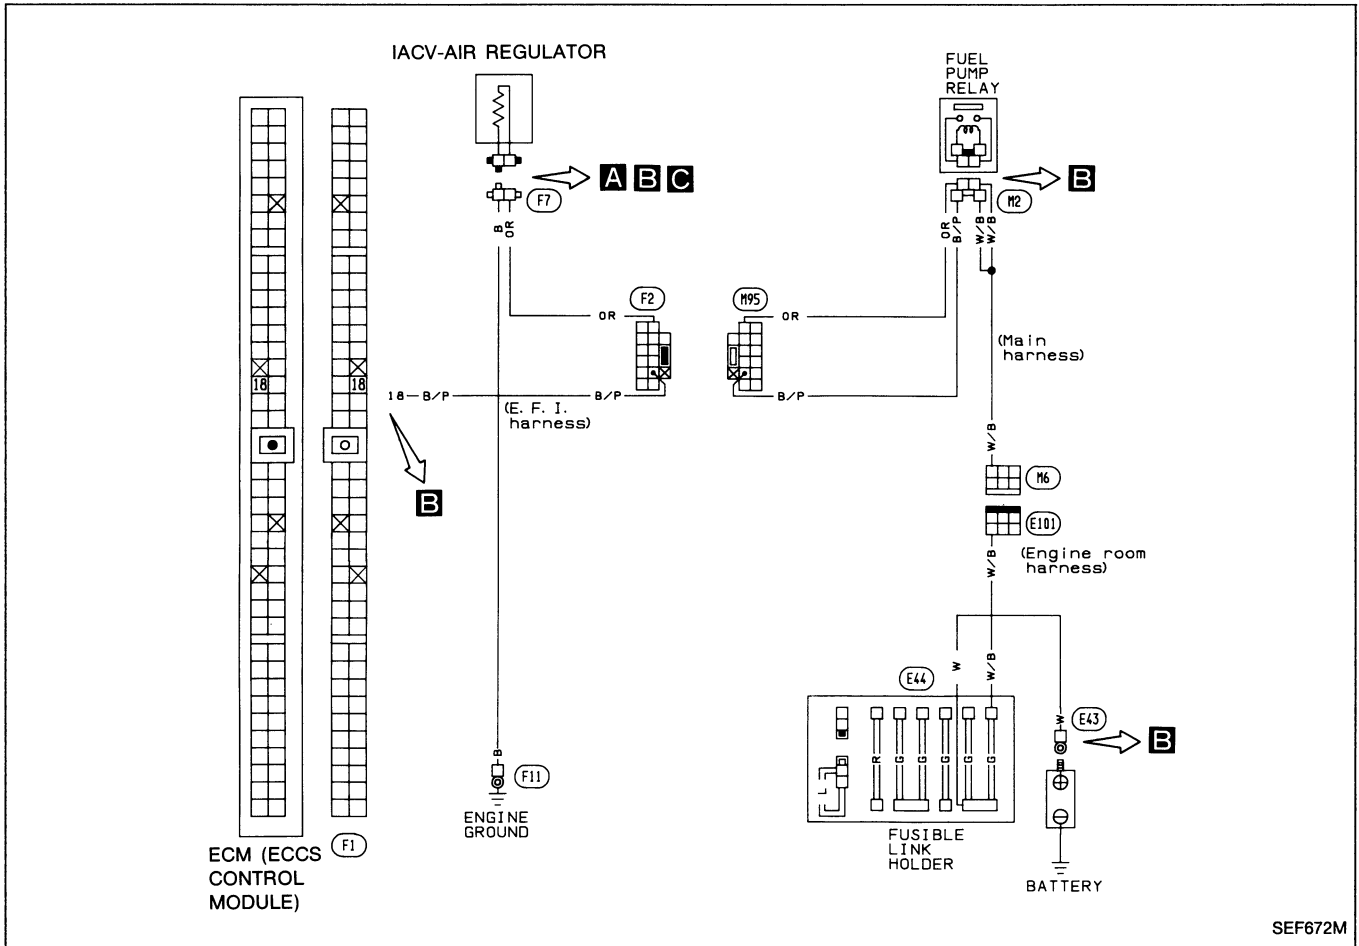 IACV-AIR REGULATOR
FUEL
PUMP
RELAY
A B C
B
F7
M2
B
OR
OR
B/P
W/B
W/B
F2
M95
OR
OR
(Main
harness)
18
18
18 B/P
B/P
B/P
(E. F. I.
harness)
W/B
B
M6
E101
(Engine room
harness)
W/B
W
W/B
E44
W
E43
B
R
G
G
G
G
G
L
B
F11
ENGINE
GROUND
FUSIBLE
LINK
HOLDER
BATTERY
F1
ECM (ECCS
CONTROL
MODULE)
SEF672M